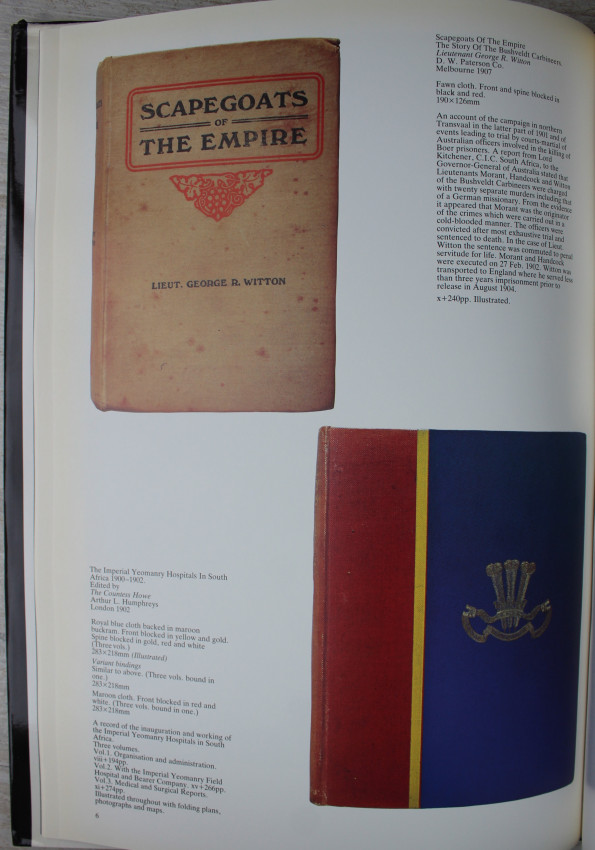 SCAPEGOATS
OF
THE EMPIRE
LIEUT. GEORGE R. WITTON
Scapegoats Of The Empire
The Story Of The Bushveldt Carbineers.
Lieutenant George R. Witton
D. W. Paterson Co.
Melbourne 1907
Fawn cloth. Front and spine blocked in
black and red.
190×126mm
An account of the campaign in northern
Transvaal in the latter part of 1901 and of
events leading to trial by courts-martial of
Australian officers involved in the killing of
Boer prisoners. A report from Lord
Kitchener, C.I.C. South Africa, to the
Governor-General of Australia stated that
Lieutenants Morant, Handcock and Witton
of the Bushveldt Carbineers were charged
with twenty separate murders including that
of a German missionary. From the evidence
it appeared that Morant was the originator
of the crimes which were carried out in a
cold-blooded manner. The officers were
convicted after most exhaustive trial and
sentenced to death. In the case of Lieut.
Witton the sentence was commuted to penal
servitude for life. Morant and Handcock
were executed on 27 Feb. 1902. Witton was
transported to England where he served less
than three years imprisonment prior to
release in August 1904.
x+240pp. Illustrated.
The Imperial Yeomanry Hospitals In South
Africa 1900–1902.
Edited by
The Countess Howe
Arthur L. Humphreys
London 1902
Royal blue cloth backed in maroon
buckram. Front blocked in yellow and gold.
Spine blocked in gold, red and white
(Three vols.)
283×218mm (Illustrated)
Variant bindings
Similar to above. (Three vols. bound in
one.)
283×218mm
Maroon cloth. Front blocked in red and
white. (Three vols. bound in one.)
283×218mm
A record of the inauguration and working of
the Imperial Yeomanry Hospitals in South
Africa.
Three volumes.
Vol.1. Organisation and administration.
viii+194pp.
Vol.2. With the Imperial Yeomanry Field
Hospital and Bearer Company. xv+266pp.
Vol.3. Medical and Surgical Reports.
xi+274pp.
Illustrated throughout with folding plans,
photographs and maps.
6